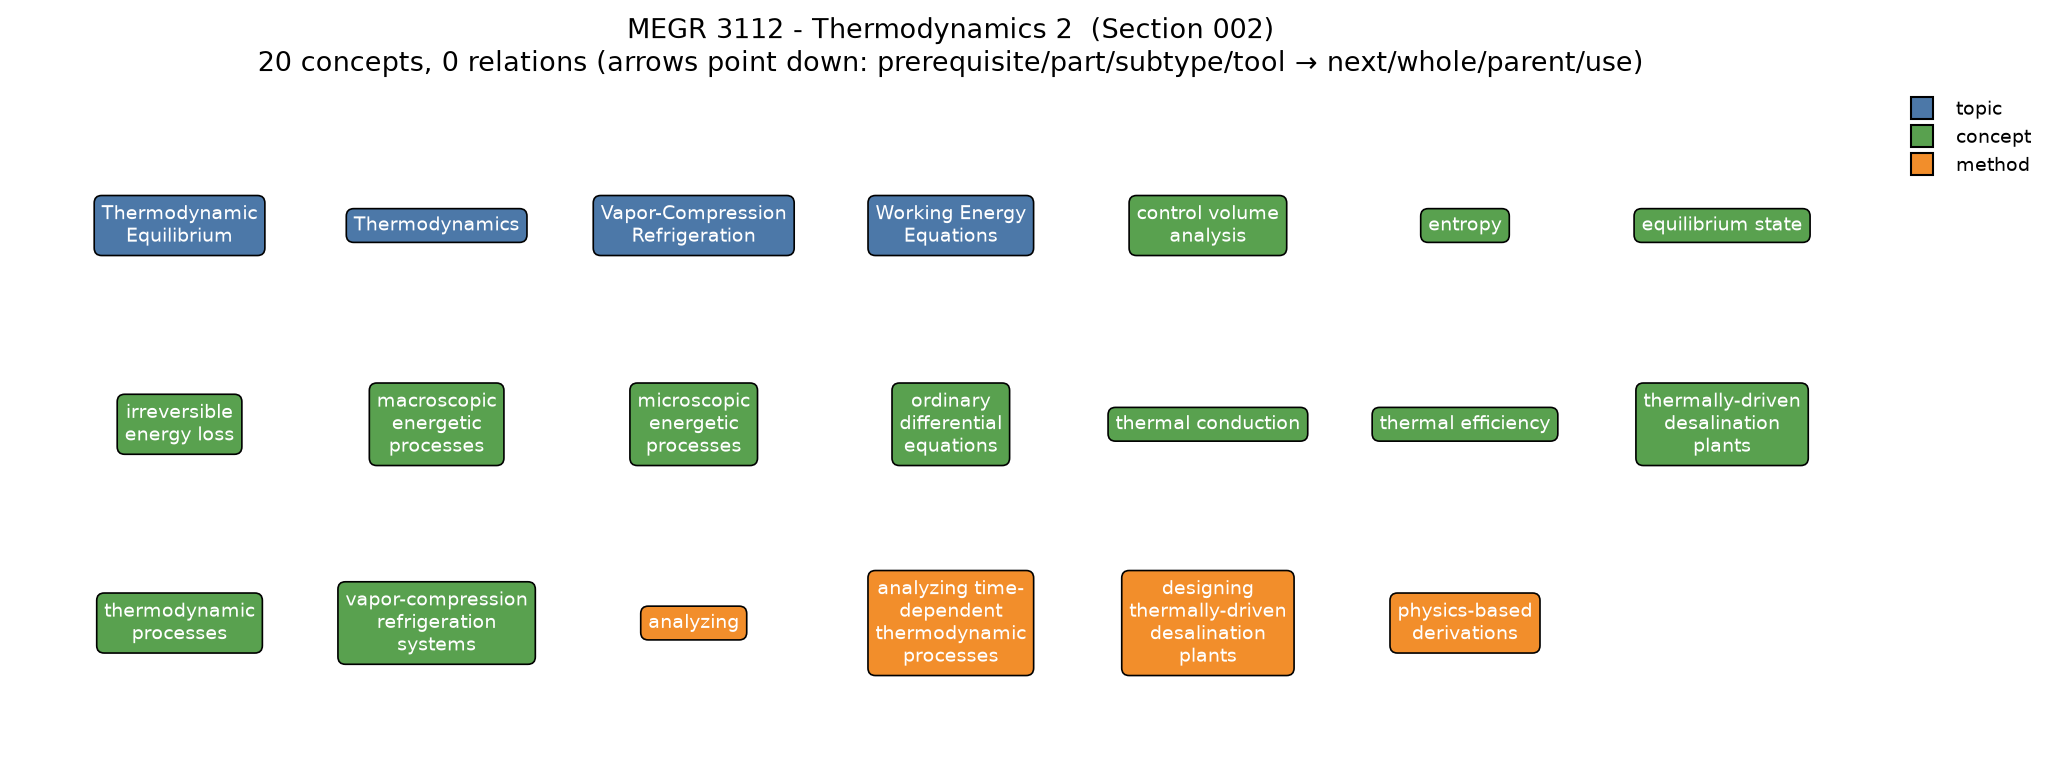 MEGR 3112 - Thermodynamics 2  (Section 002)
20 concepts, 0 relations (arrows point down: prerequisite/part/subtype/tool → next/whole/parent/use)
topic
concept
method
Thermodynamic
Equilibrium
Thermodynamics
Vapor-Compression
Refrigeration
Working Energy
Equations
control volume
analysis
entropy
equilibrium state
irreversible
energy loss
macroscopic
energetic
processes
microscopic
energetic
processes
ordinary
differential
equations
thermal conduction
thermal efficiency
thermally-driven
desalination
plants
thermodynamic
processes
vapor-compression
refrigeration
systems
analyzing
analyzing time-
dependent
thermodynamic
processes
designing
thermally-driven
desalination
plants
physics-based
derivations